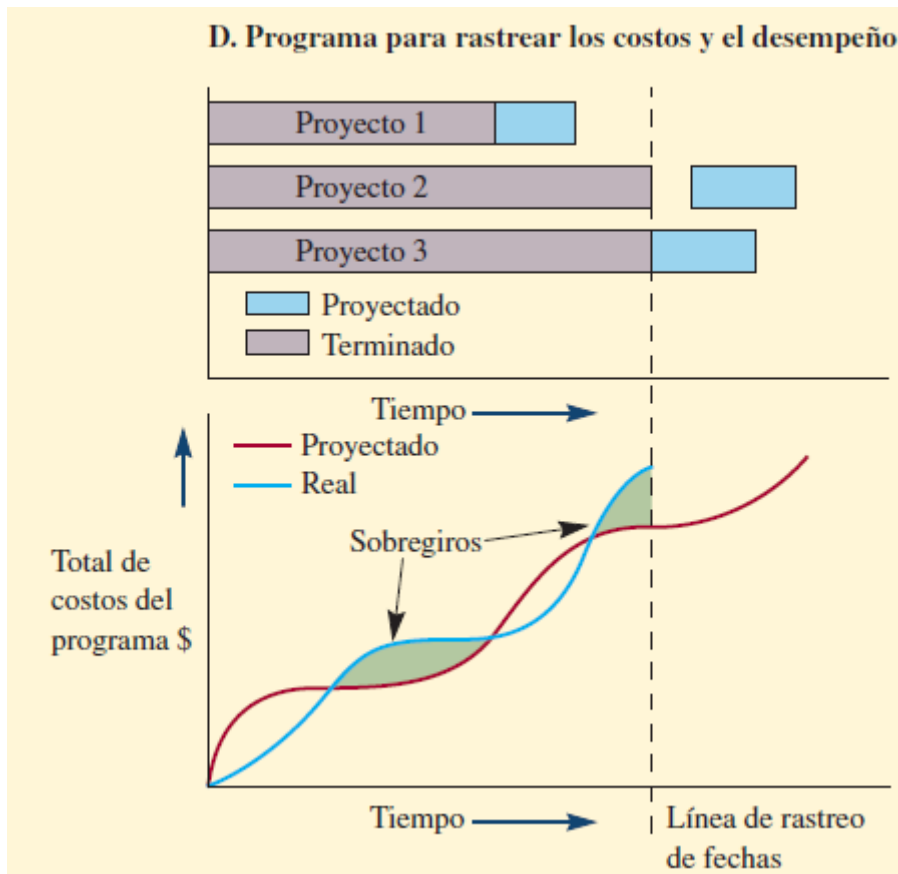 D. Programa para rastrear los costos y el desempeño
Proyecto 1
Proyecto 2
Proyecto 3
Proyectado
Terminado
Tiempo
Proyectado
Real
Sobregiros
Total de
costos del
programa $
Tiempo
Línea de rastreo
de fechas